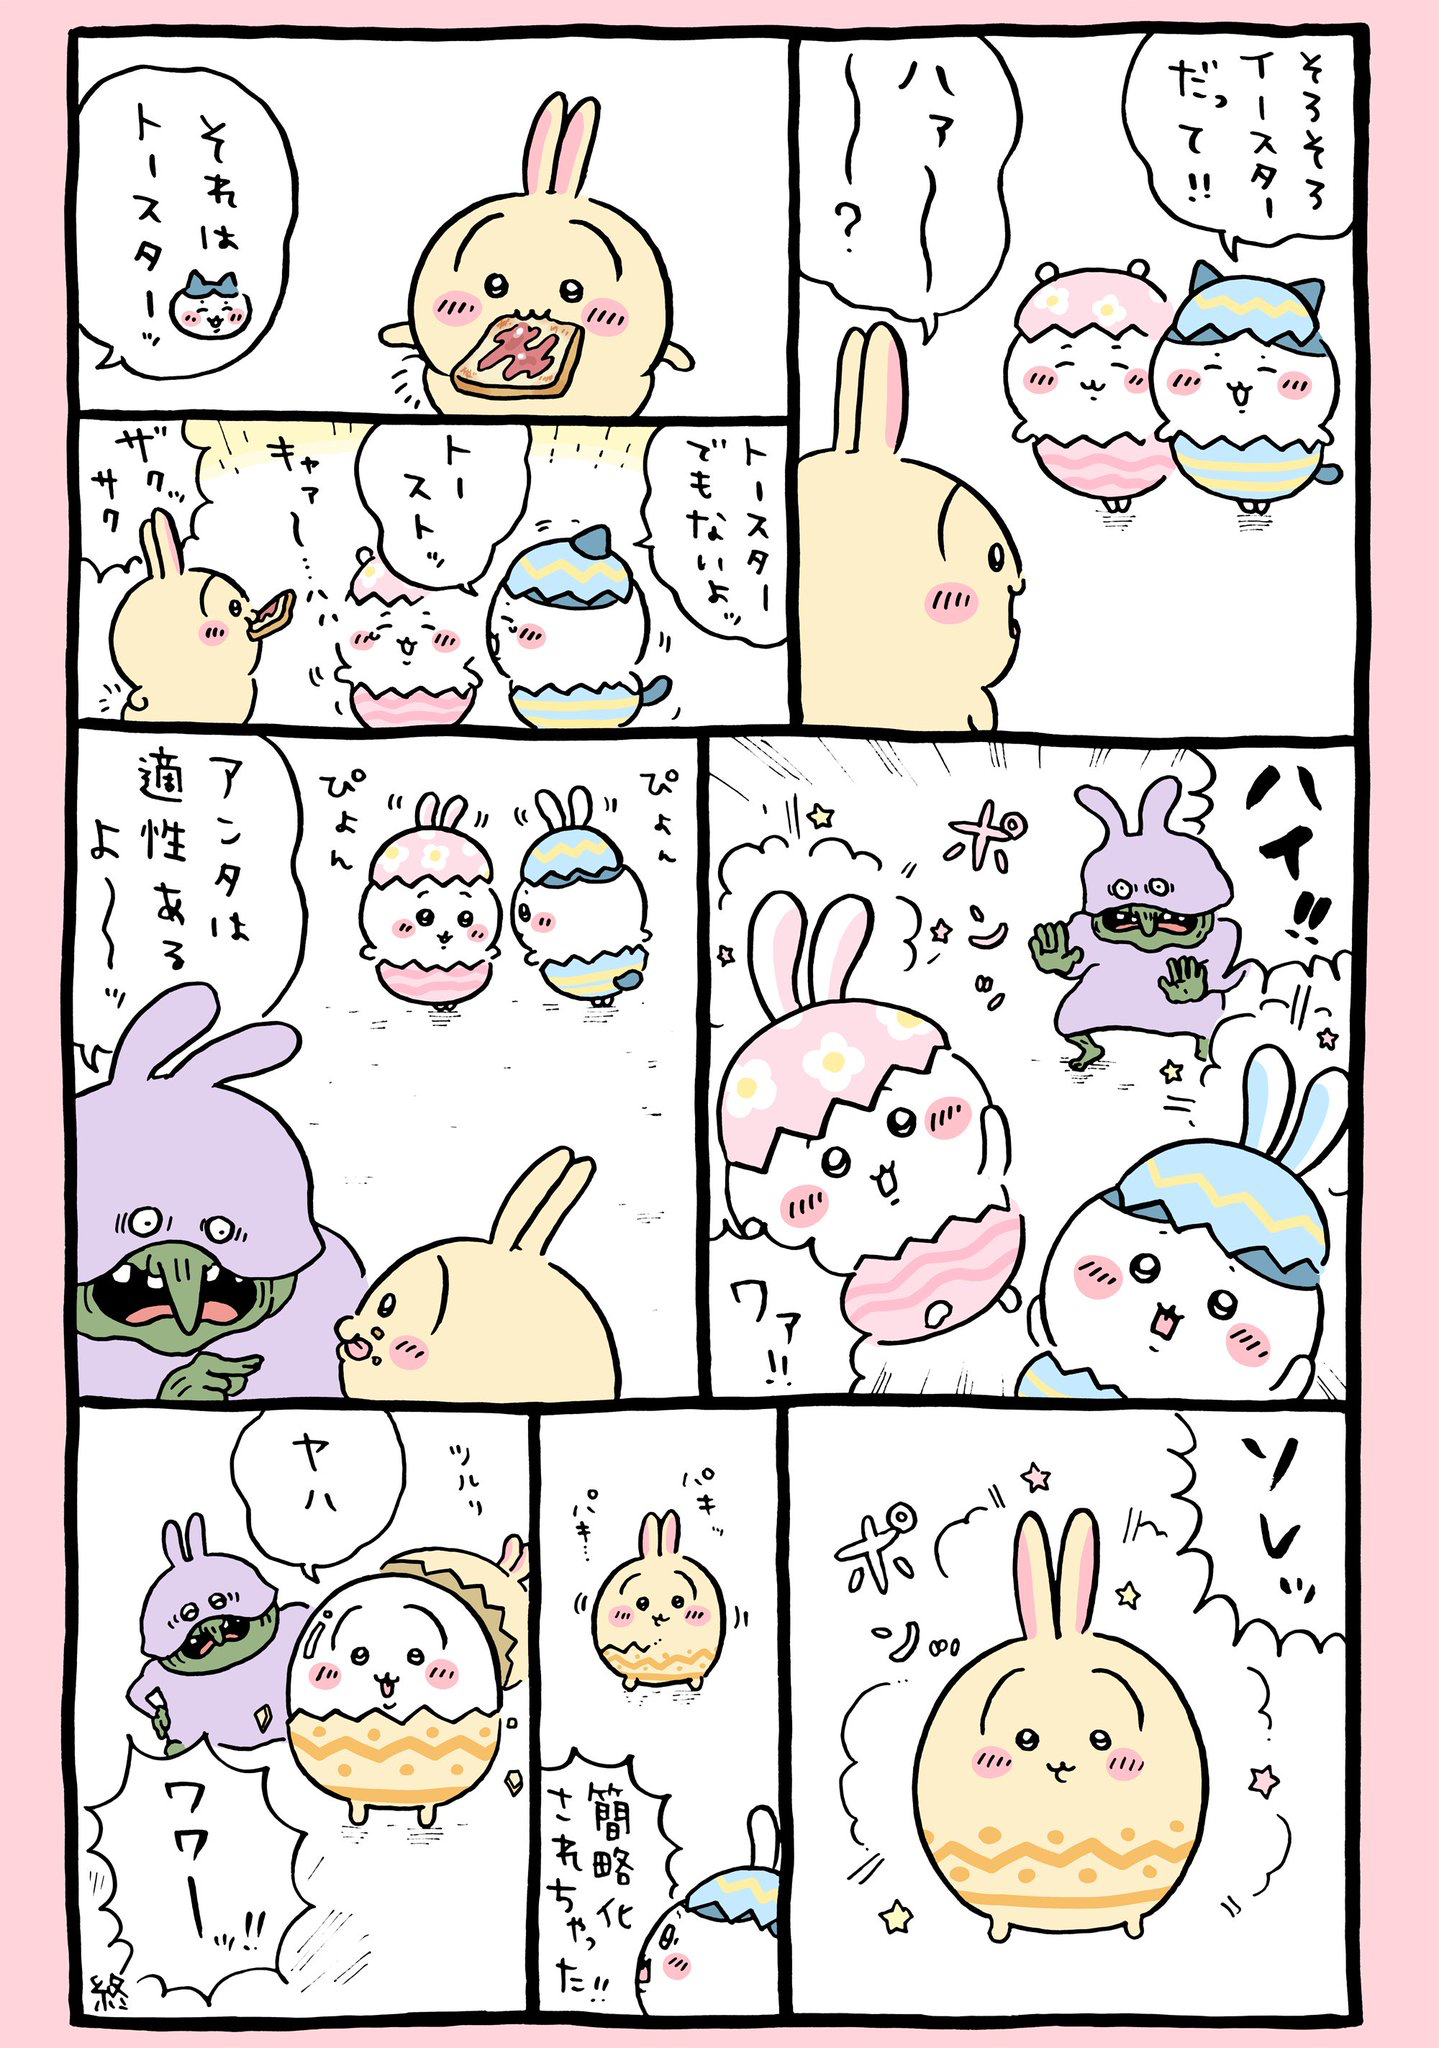 そろそろ
イースター
だって!!
ハァ〜〜?
それは
トースターッ
トースター
でもないよッ
トーストッ
キャァ〜……ハハ
ザクッ
サク
ハイ!!
ポンッ
ワァ!!
ぴょん
ぴょん
アンタは
適性ある
よ〜ッ
ソレッ
ポンッ
パキッ
パキ…
簡略化
されちゃった!!
ツルッ
ヤハ
ワワーッ!!
終